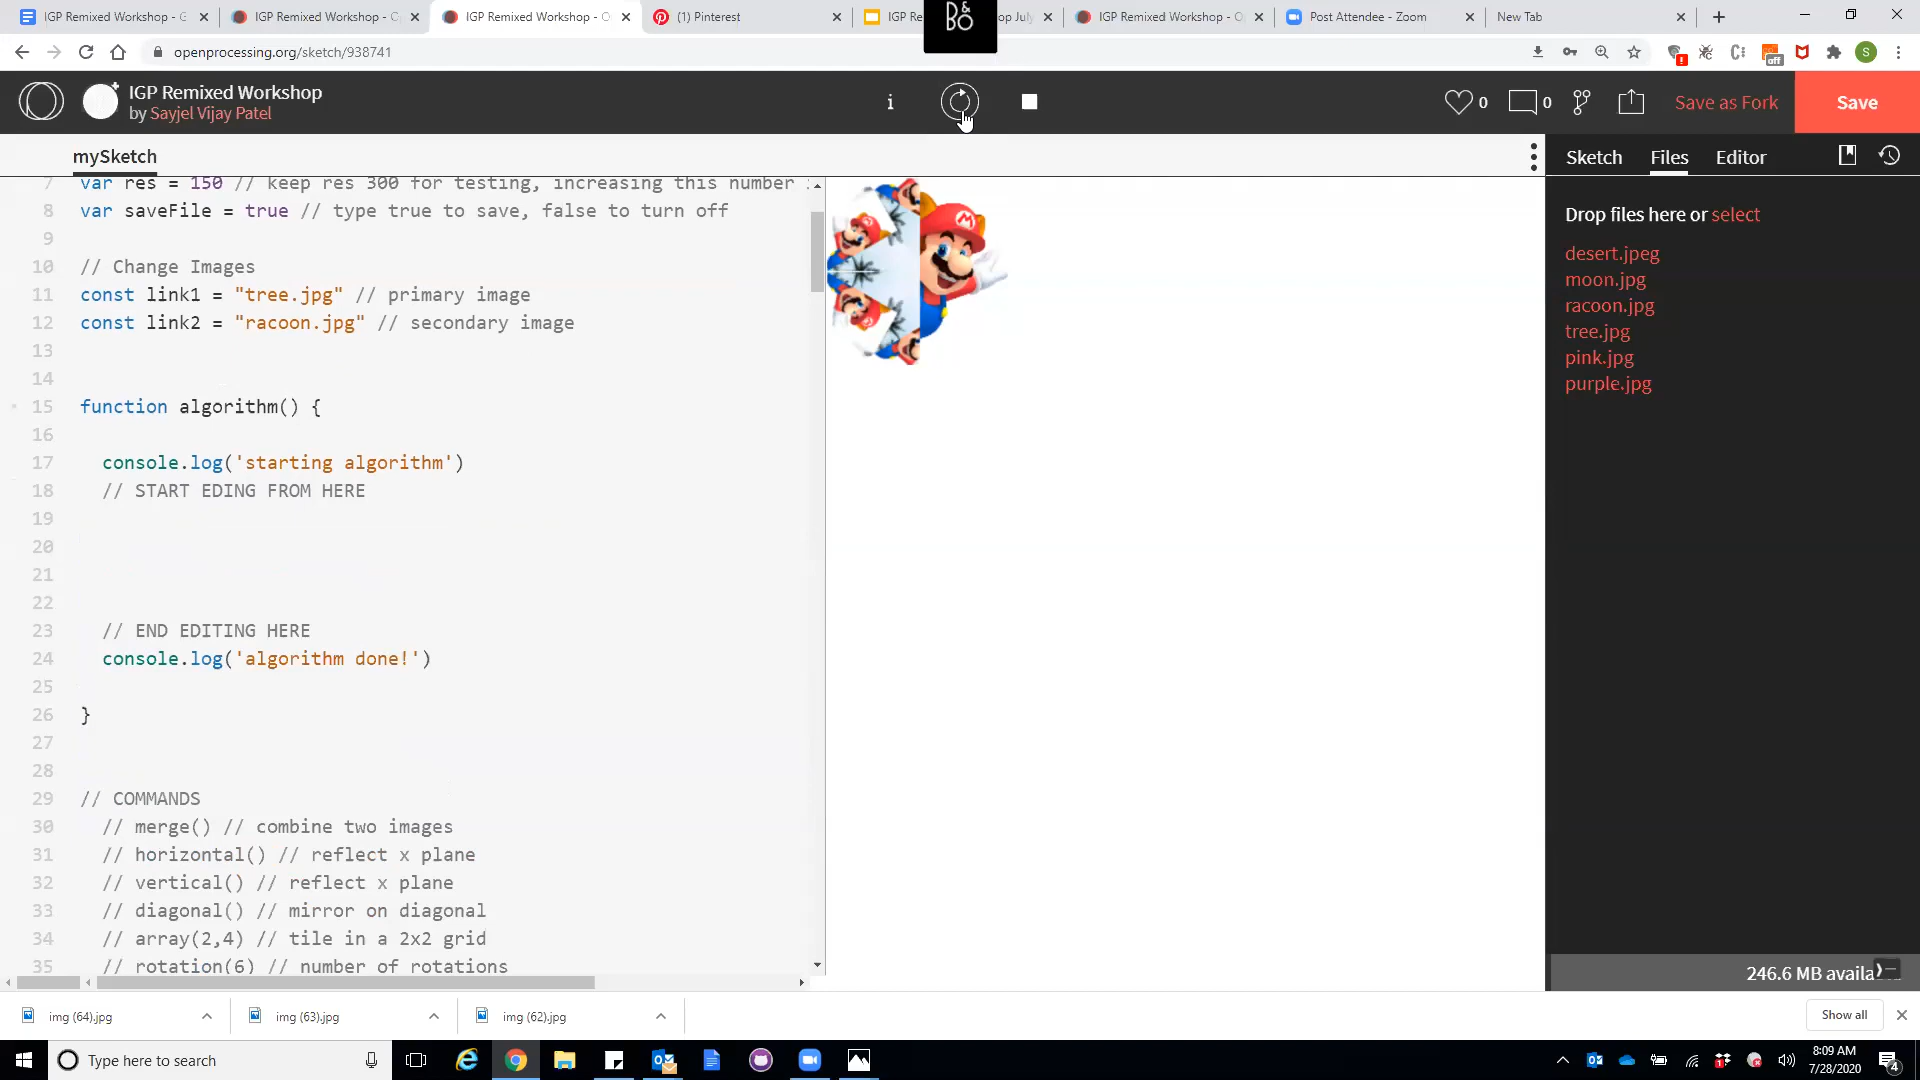 IGP Remixed Workshop - G
IGP Remixed Workshop - O
IGP Remixed Workshop - O
(1) Pinterest
IGP Re
op July
IGP Remixed Workshop - O
Post Attendee - Zoom
New Tab
B&O
openprocessing.org/sketch/938741
off
S
IGP Remixed Workshop
by Sayjel Vijay Patel
i
0
0
Save as Fork
Save
mySketch
Sketch
Files
Editor
7 var res = 150 // keep res 300 for testing, increasing this number
8 var saveFile = true // type true to save, false to turn off
9
10 // Change Images
11 const link1 = "tree.jpg" // primary image
12 const link2 = "racoon.jpg" // secondary image
13
14
15 function algorithm() {
16
17 console.log('starting algorithm')
18 // START EDING FROM HERE
19
20
21
22
23 // END EDITING HERE
24 console.log('algorithm done!')
25
26 }
27
28
29 // COMMANDS
30 // merge() // combine two images
31 // horizontal() // reflect x plane
32 // vertical() // reflect x plane
33 // diagonal() // mirror on diagonal
34 // array(2,4) // tile in a 2x2 grid
35 // rotation(6) // number of rotations
M
Drop files here or select
desert.jpeg
moon.jpg
racoon.jpg
tree.jpg
pink.jpg
purple.jpg
246.6 MB availa
img (64).jpg
img (63).jpg
img (62).jpg
Show all
Type here to search
8:09 AM
7/28/2020
4